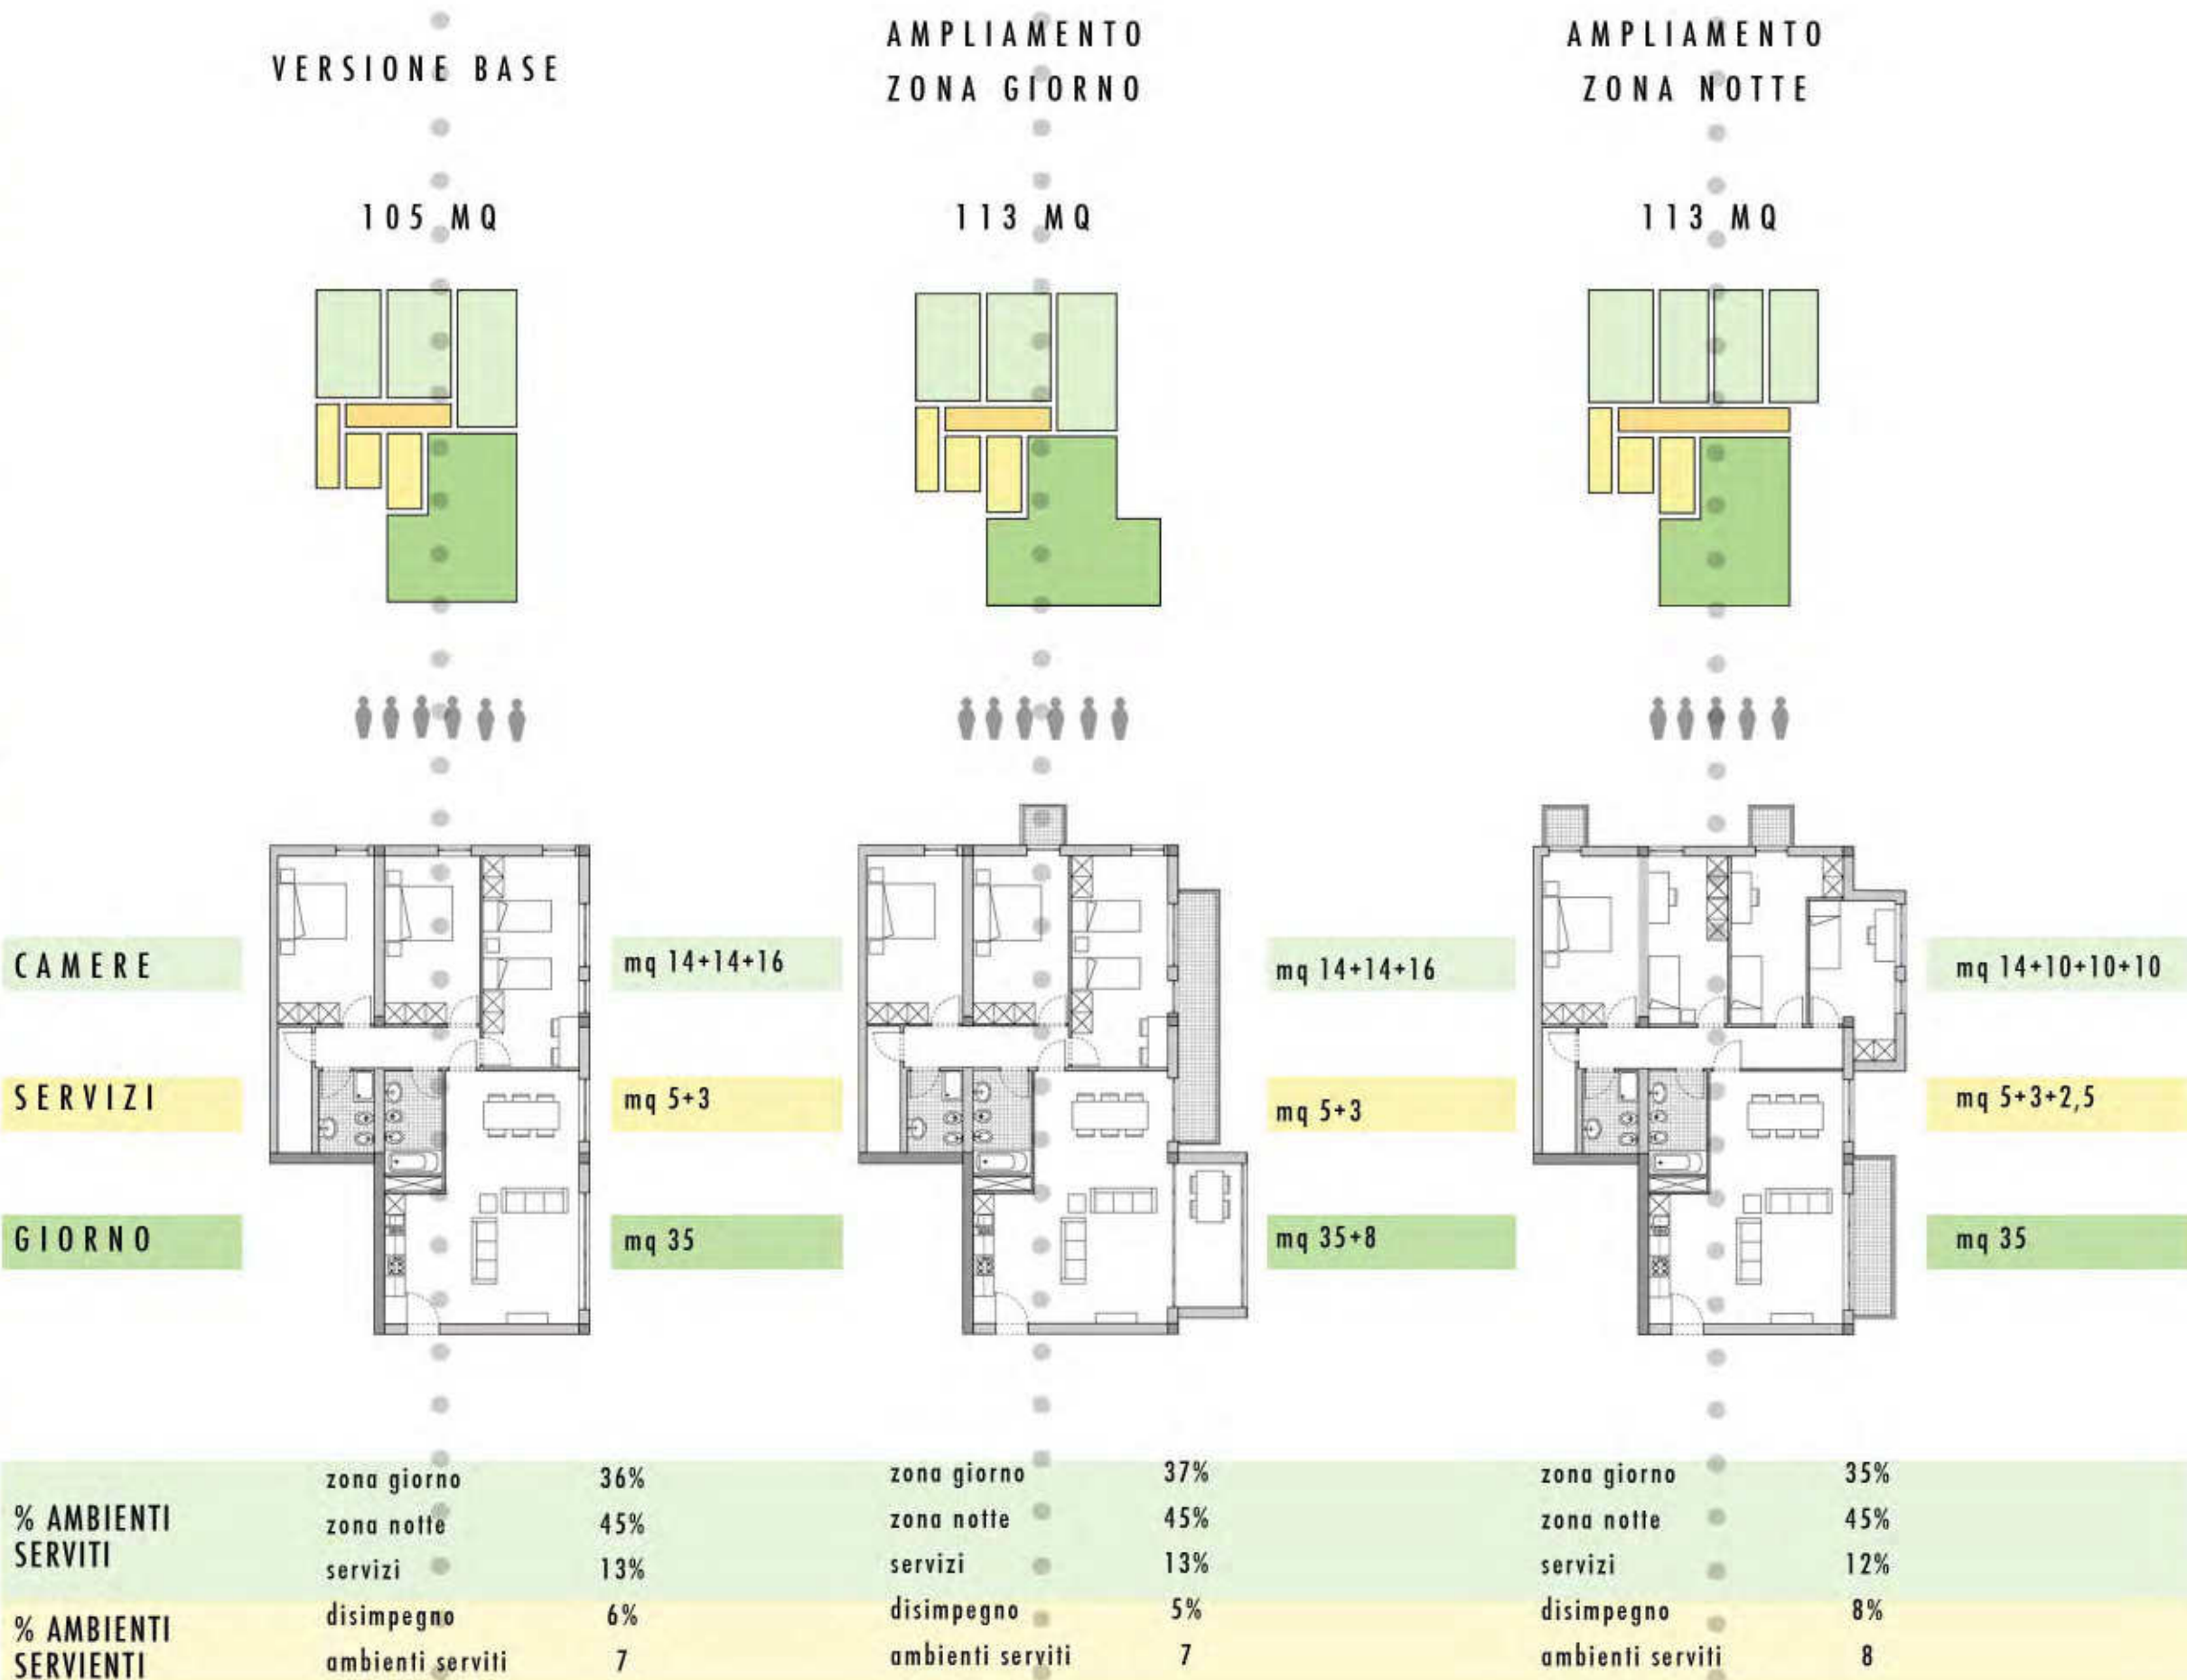 VERSIONE BASE
AMPLIAMENTO
ZONA GIORNO
AMPLIAMENTO
ZONA NOTTE
105 MQ
113 MQ
113 MQ
CAMERE
mq 14+14+16
mq 14+14+16
mq 14+10+10+10
SERVIZI
mq 5+3
mq 5+3
mq 5+3+2,5
GIORNO
mq 35
mq 35+8
mq 35
% AMBIENTI
SERVITI
zona giorno 36%
zona notte 45%
servizi 13%
zona giorno 37%
zona notte 45%
servizi 13%
zona giorno 35%
zona notte 45%
servizi 12%
% AMBIENTI
SERVIENTI
disimpegno 6%
ambienti serviti 7
disimpegno 5%
ambienti serviti 7
disimpegno 8%
ambienti serviti 8